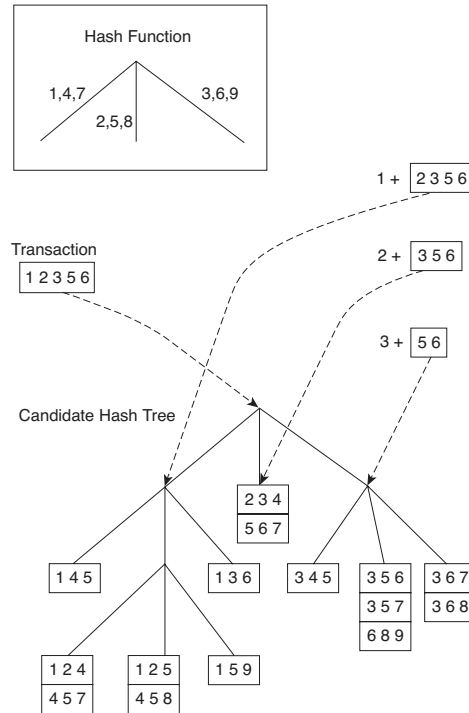 Hash Function
1,4,7
3,6,9
2,5,8
1 + 2 3 5 6
Transaction
2 + 3 5 6
1 2 3 5 6
3 + 5 6
Candidate Hash Tree
2 3 4
5 6 7
1 4 5
1 3 6
3 4 5
3 5 6
3 5 7
6 8 9
3 6 7
3 6 8
1 2 4
4 5 7
1 2 5
4 5 8
1 5 9